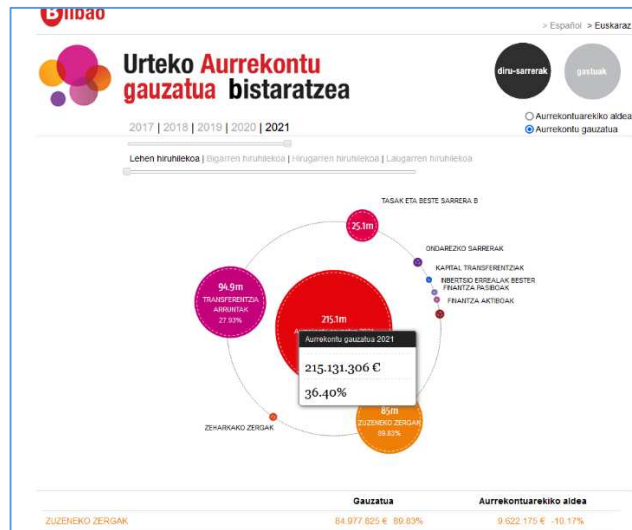 Bilbao
> Español > Euskaraz
Urteko Aurrekontu
gauzatua bistaratzea
diru-sarrerak
gastuak
2017 | 2018 | 2019 | 2020 | 2021
Aurrekontuarekiko aldea
Aurrekontu gauzatua
Lehen hiruhilekoa | Bigarren hiruhilekoa | Hirugarren hiruhilekoa | Laugarren hiruhilekoa
TASAK ETA BESTE SARRERA B
25.1m
ONDAREZKO SARRERAK
KAPITAL TRANSFERENTZIAK
INBERTSIO ERREALAK BESTER
FINANTZA PASIBOAK
FINANTZA AKTIBOAK
94.9m
TRANSFERENTZIA
ARRUNTAK
27.93%
215.1m
Aurrekontu gauzatua 2021
215.131.306 €
36.40%
85m
ZUZENEKO ZERGAK
89.83%
ZEHARKAKO ZERGAK
Gauzatua Aurrekontuarekiko aldea
ZUZENEKO ZERGAK 84.977.825 € 89.83% 9.622.175 € -10.17%